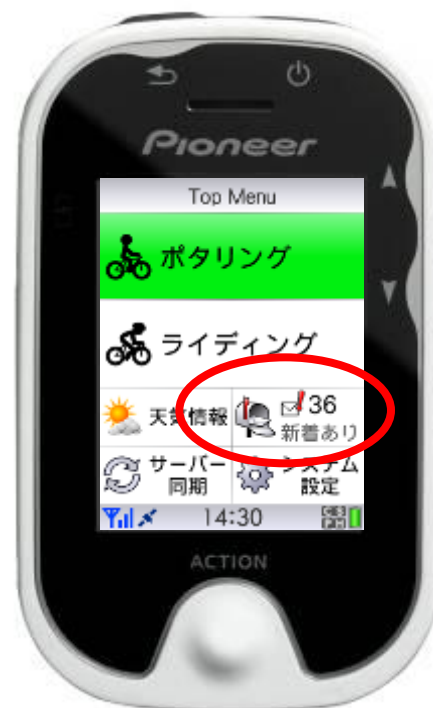 Pioneer
Top Menu
ポタリング
ライディング
天気情報
36
新着あり
サーバー
同期
システム
設定
14:30
ACTION